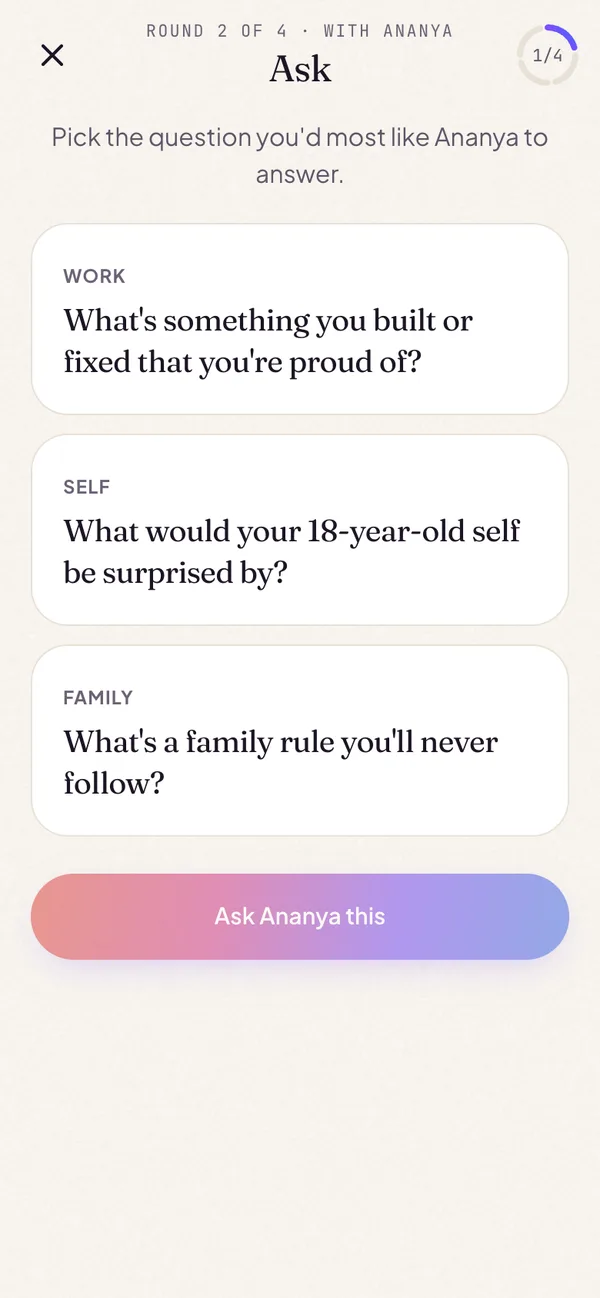 ROUND 2 OF 4 · WITH ANANYA
Ask
1/4
Pick the question you'd most like Ananya to
answer.
WORK
What's something you built or
fixed that you're proud of?
SELF
What would your 18-year-old self
be surprised by?
FAMILY
What's a family rule you'll never
follow?
Ask Ananya this